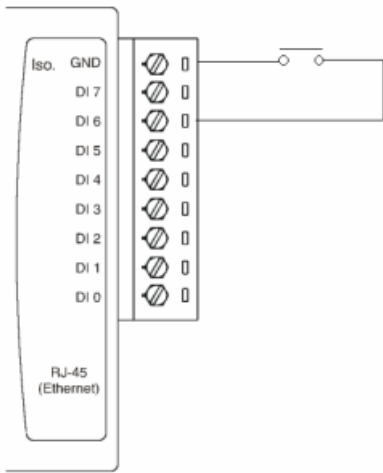 Iso. GND
DI 7
DI 6
DI 5
DI 4
DI 3
DI 2
DI 1
DI 0
RJ-45
(Ethernet)